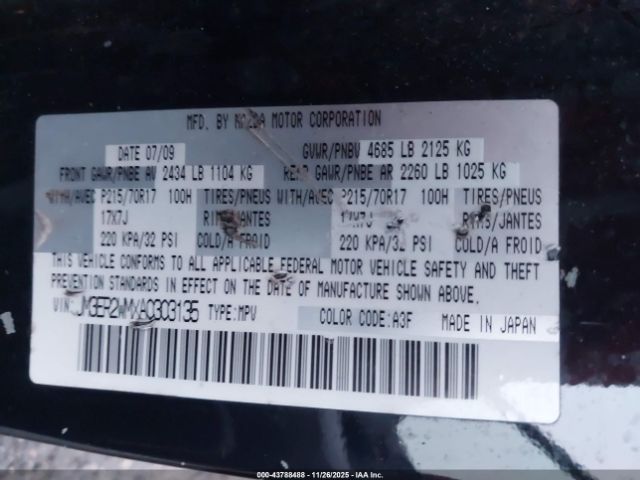 MFD. BY MAZDA MOTOR CORPORATION
DATE 07/09 GVWR/PNBV 4685 LB 2125 KG
FRONT GAWR/PNBE AV 2434 LB 1104 KG REAR GAWR/PNBE AR 2260 LB 1025 KG
WITH/AVEC P215/70R17 100H TIRES/PNEUS WITH/AVEC P215/70R17 100H TIRES/PNEUS
17X7J RIMS/JANTES 17X7J RIMS/JANTES
220 KPA/32 PSI COLD/A FROID 220 KPA/32 PSI COLD/A FROID
THIS VEHICLE CONFORMS TO ALL APPLICABLE FEDERAL MOTOR VEHICLE SAFETY AND THEFT
PREVENTION STANDARDS IN EFFECT ON THE DATE OF MANUFACTURE SHOWN ABOVE.
VIN: TYPE:MPV COLOR CODE:A3F MADE IN JAPAN
000-43788488 - 11/26/2025 - IAA Inc.